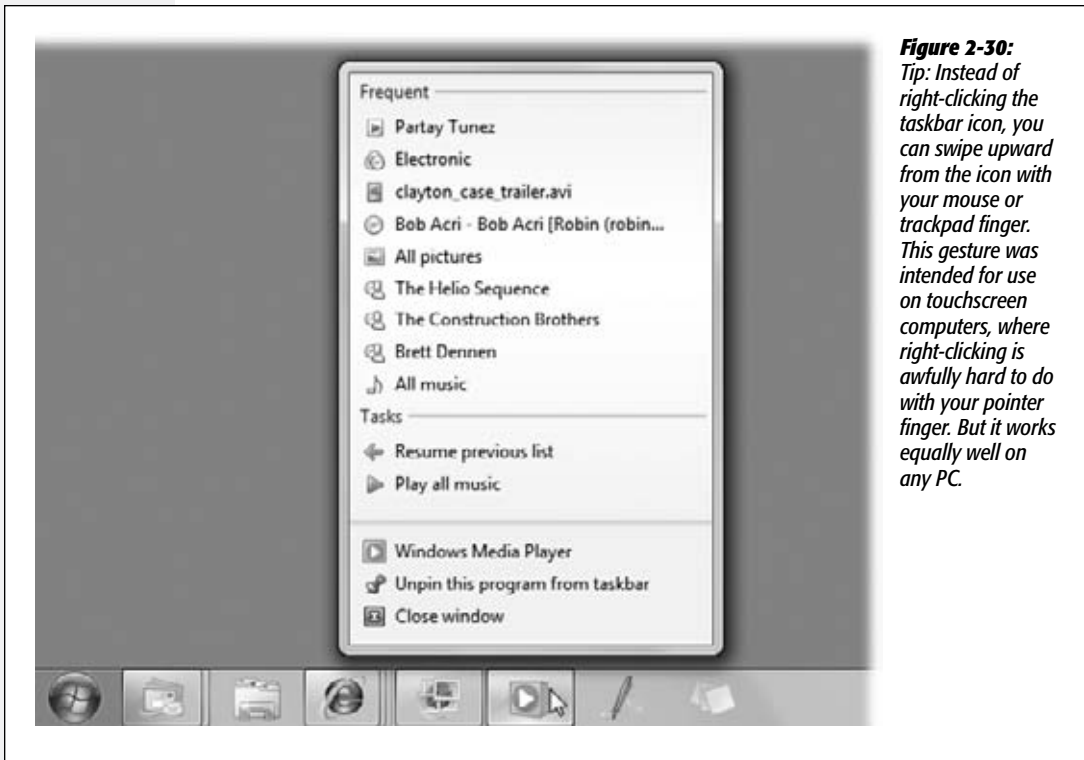 Frequent
Partay Tunez
Electronic
clayton_case_trailer.avi
Bob Acri - Bob Acri [Robin (robin...
All pictures
The Helio Sequence
The Construction Brothers
Brett Dennen
All music
Tasks
Resume previous list
Play all music
Windows Media Player
Unpin this program from taskbar
Close window
Figure 2-30:
Tip: Instead of
right-clicking the
taskbar icon, you
can swipe upward
from the icon with
your mouse or
trackpad finger.
This gesture was
intended for use
on touchscreen
computers, where
right-clicking is
awfully hard to do
with your pointer
finger. But it works
equally well on
any PC.